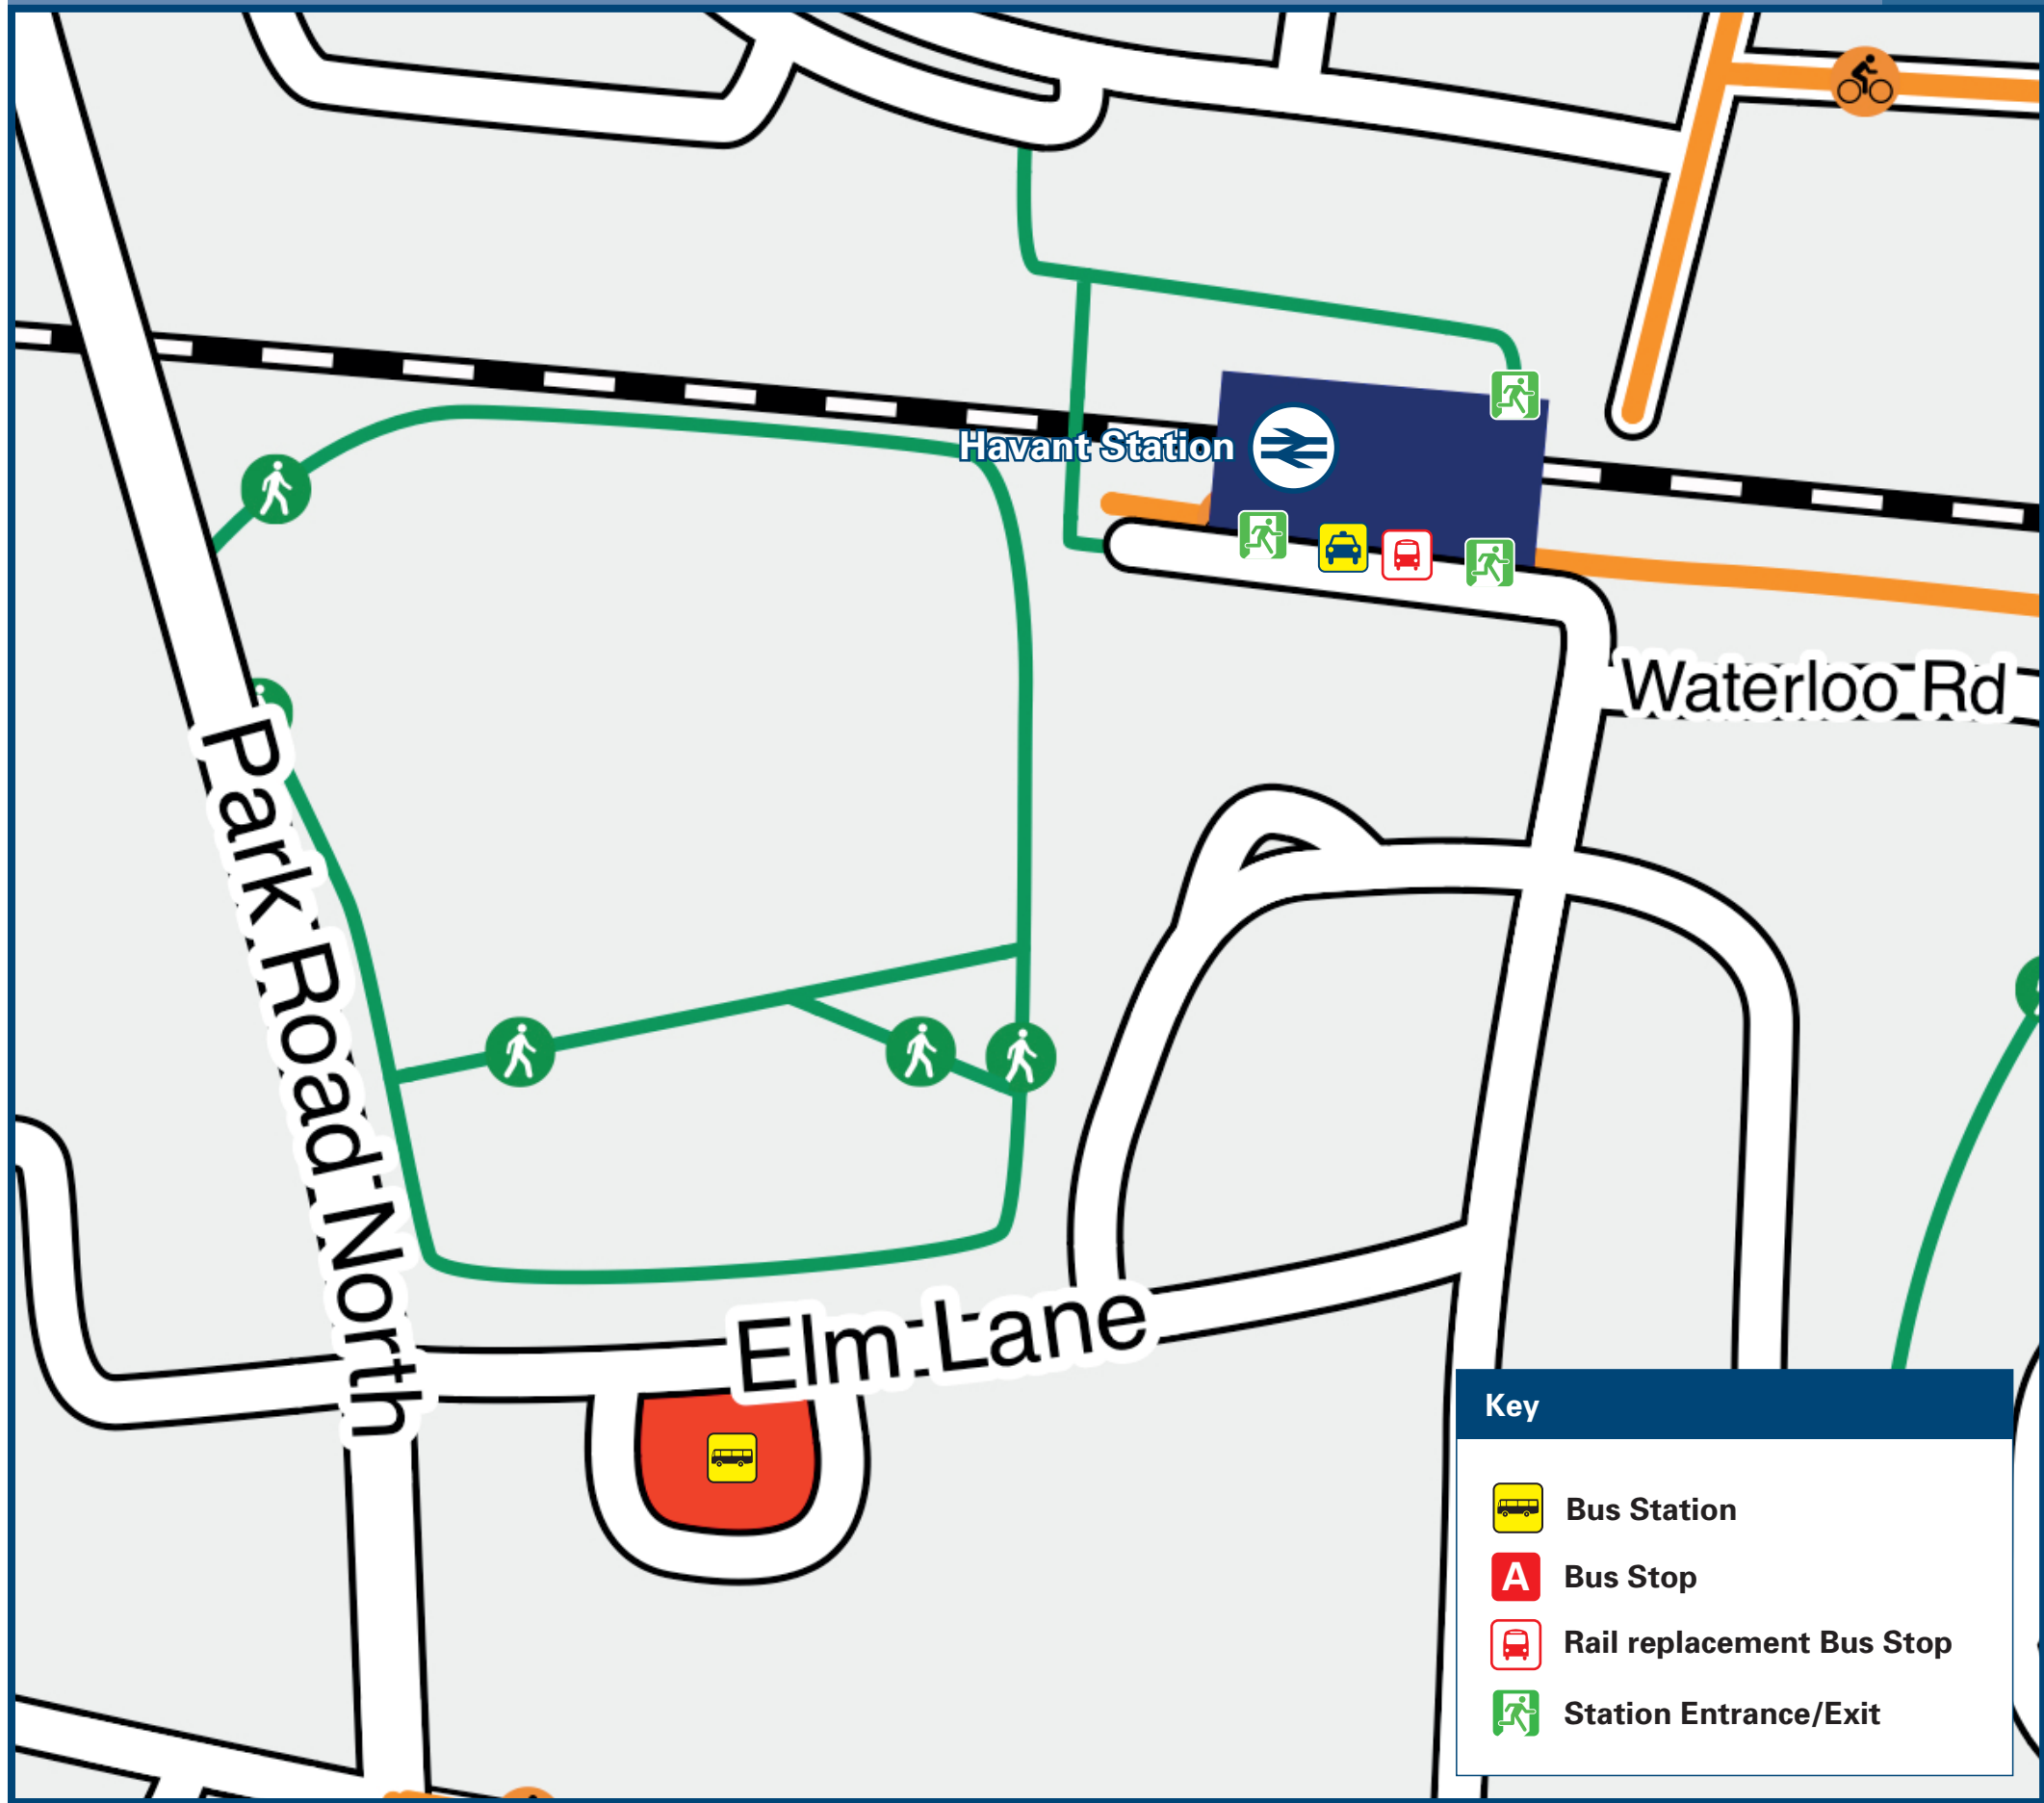 Havant Station
Waterloo Rd
Park Road North
Elm Lane
Key
Bus Station
A Bus Stop
Rail replacement Bus Stop
Station Entrance/Exit